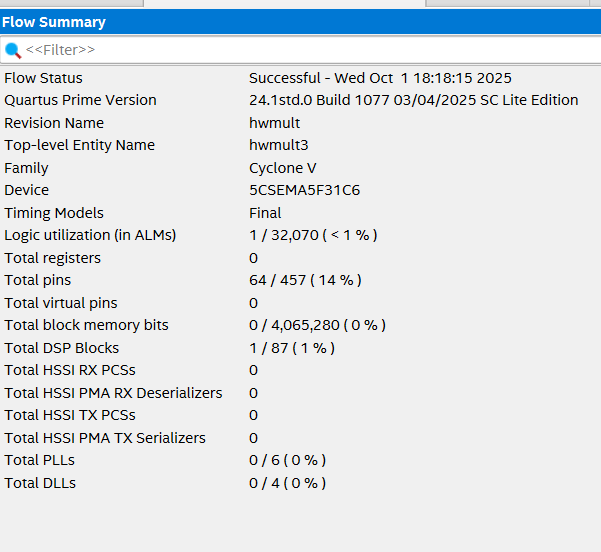 Flow Summary
<<Filter>>
Flow Status Successful - Wed Oct 1 18:18:15 2025
Quartus Prime Version 24.1std.0 Build 1077 03/04/2025 SC Lite Edition
Revision Name hwmult
Top-level Entity Name hwmult3
Family Cyclone V
Device 5CSEMA5F31C6
Timing Models Final
Logic utilization (in ALMs) 1 / 32,070 ( < 1 % )
Total registers 0
Total pins 64 / 457 ( 14 % )
Total virtual pins 0
Total block memory bits 0 / 4,065,280 ( 0 % )
Total DSP Blocks 1 / 87 ( 1 % )
Total HSSI RX PCSs 0
Total HSSI PMA RX Deserializers 0
Total HSSI TX PCSs 0
Total HSSI PMA TX Serializers 0
Total PLLs 0 / 6 ( 0 % )
Total DLLs 0 / 4 ( 0 % )